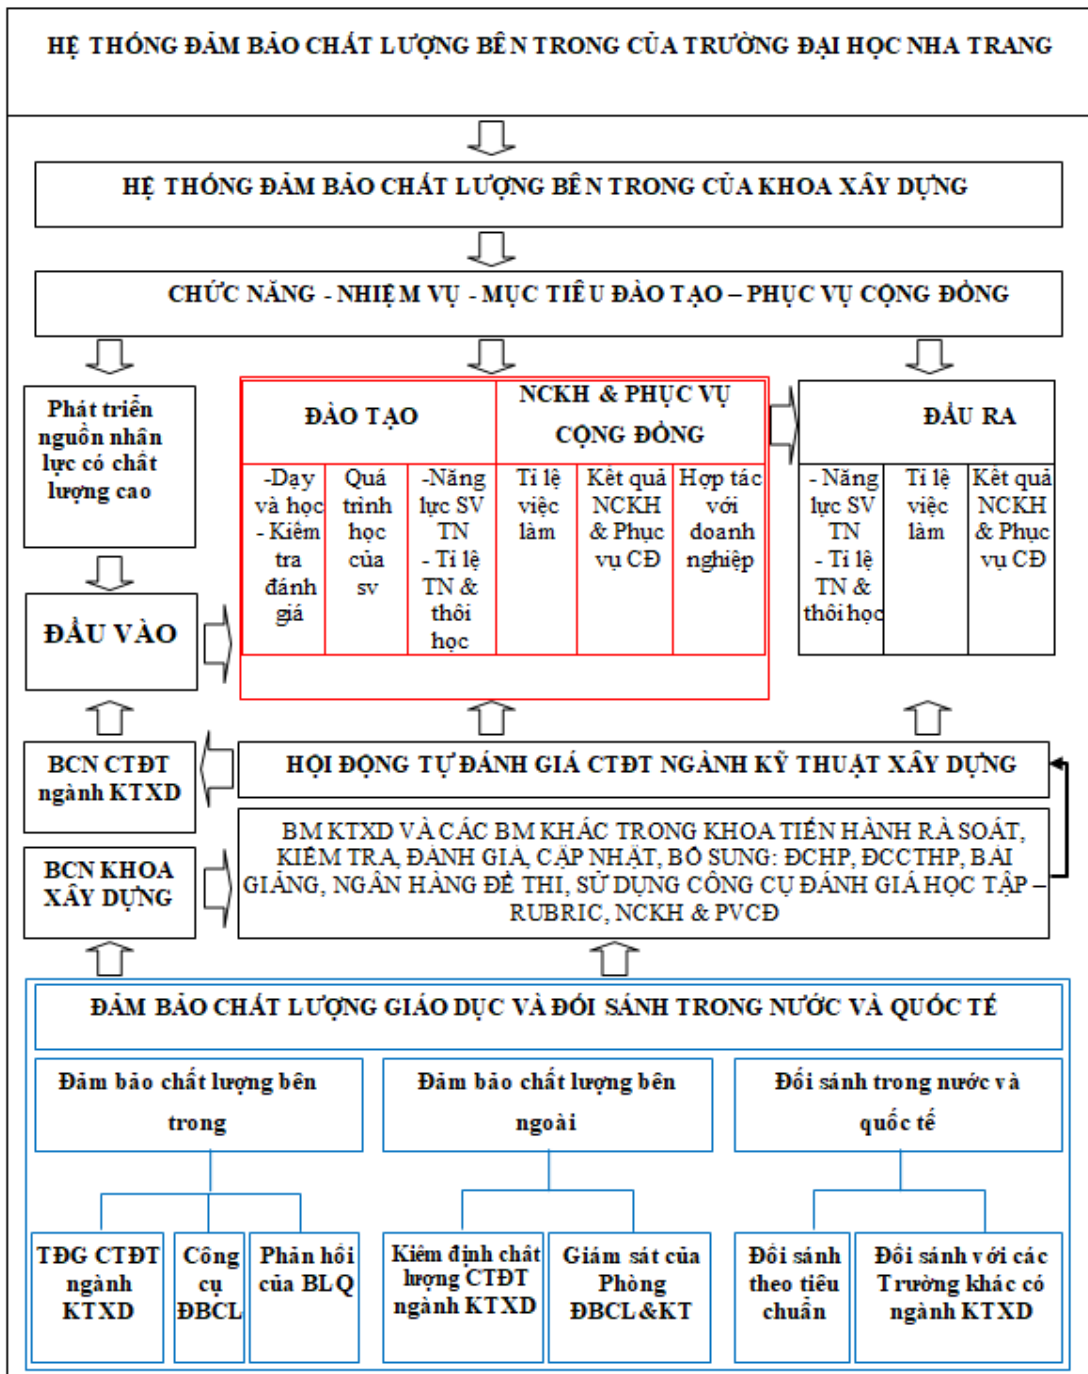 HỆ THỐNG ĐẢM BẢO CHẤT LƯỢNG BÊN TRONG CỦA TRƯỜNG ĐẠI HỌC NHA TRANG
HỆ THỐNG ĐẢM BẢO CHẤT LƯỢNG BÊN TRONG CỦA KHOA XÂY DỰNG
CHỨC NĂNG - NHIỆM VỤ - MỤC TIÊU ĐÀO TẠO – PHỤC VỤ CỘNG ĐỒNG
Phát triển
nguồn nhân
lực có chất
lượng cao
ĐẦU VÀO
ĐÀO TẠO
-Dạy
và học
- Kiểm
tra
đánh
giá
Quá
trình
học
của
sv
-Năng
lực SV
TN
- Tỉ lệ
TN &
thôi
học
NCKH & PHỤC VỤ
CỘNG ĐỒNG
Tỉ lệ
việc
làm
Kết quả
NCKH
& Phục
vụ CĐ
Hợp tác
với
doanh
nghiệp
ĐẦU RA
- Năng
lực SV
TN
- Tỉ lệ
TN &
thôi học
Tỉ lệ
việc
làm
Kết quả
NCKH
& Phục
vụ CĐ
BCN CTĐT
ngành KTXD
HỘI ĐỘNG TỰ ĐÁNH GIÁ CTĐT NGÀNH KỸ THUẬT XÂY DỰNG
BCN KHOA
XÂY DỰNG
BM KTXD VÀ CÁC BM KHÁC TRONG KHOA TIẾN HÀNH RÀ SOÁT,
KIỂM TRA, ĐÁNH GIÁ, CẬP NHẬT, BỔ SUNG: ĐCHP, ĐCCTHP, BÀI
GIẢNG, NGÂN HÀNG ĐỀ THI, SỬ DỤNG CÔNG CỤ ĐÁNH GIÁ HỌC TẬP –
RUBRIC, NCKH & PVCĐ
ĐẢM BẢO CHẤT LƯỢNG GIÁO DỤC VÀ ĐỐI SÁNH TRONG NƯỚC VÀ QUỐC TẾ
Đảm bảo chất lượng bên
trong
Đảm bảo chất lượng bên
ngoài
Đối sánh trong nước và
quốc tế
TĐG CTĐT
ngành
KTXD
Công
cụ
ĐBCL
Phản hồi
của BLQ
Kiểm định chất
lượng CTĐT
ngành KTXD
Giám sát của
Phòng
ĐBCL&KT
Đối sánh
theo tiêu
chuẩn
Đối sánh với các
Trường khác có
ngành KTXD